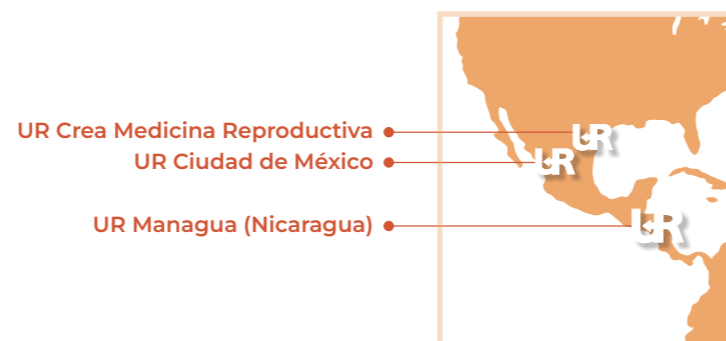 UR Crea Medicina Reproductiva
UR
UR Ciudad de México
UR
UR Managua (Nicaragua)
UR